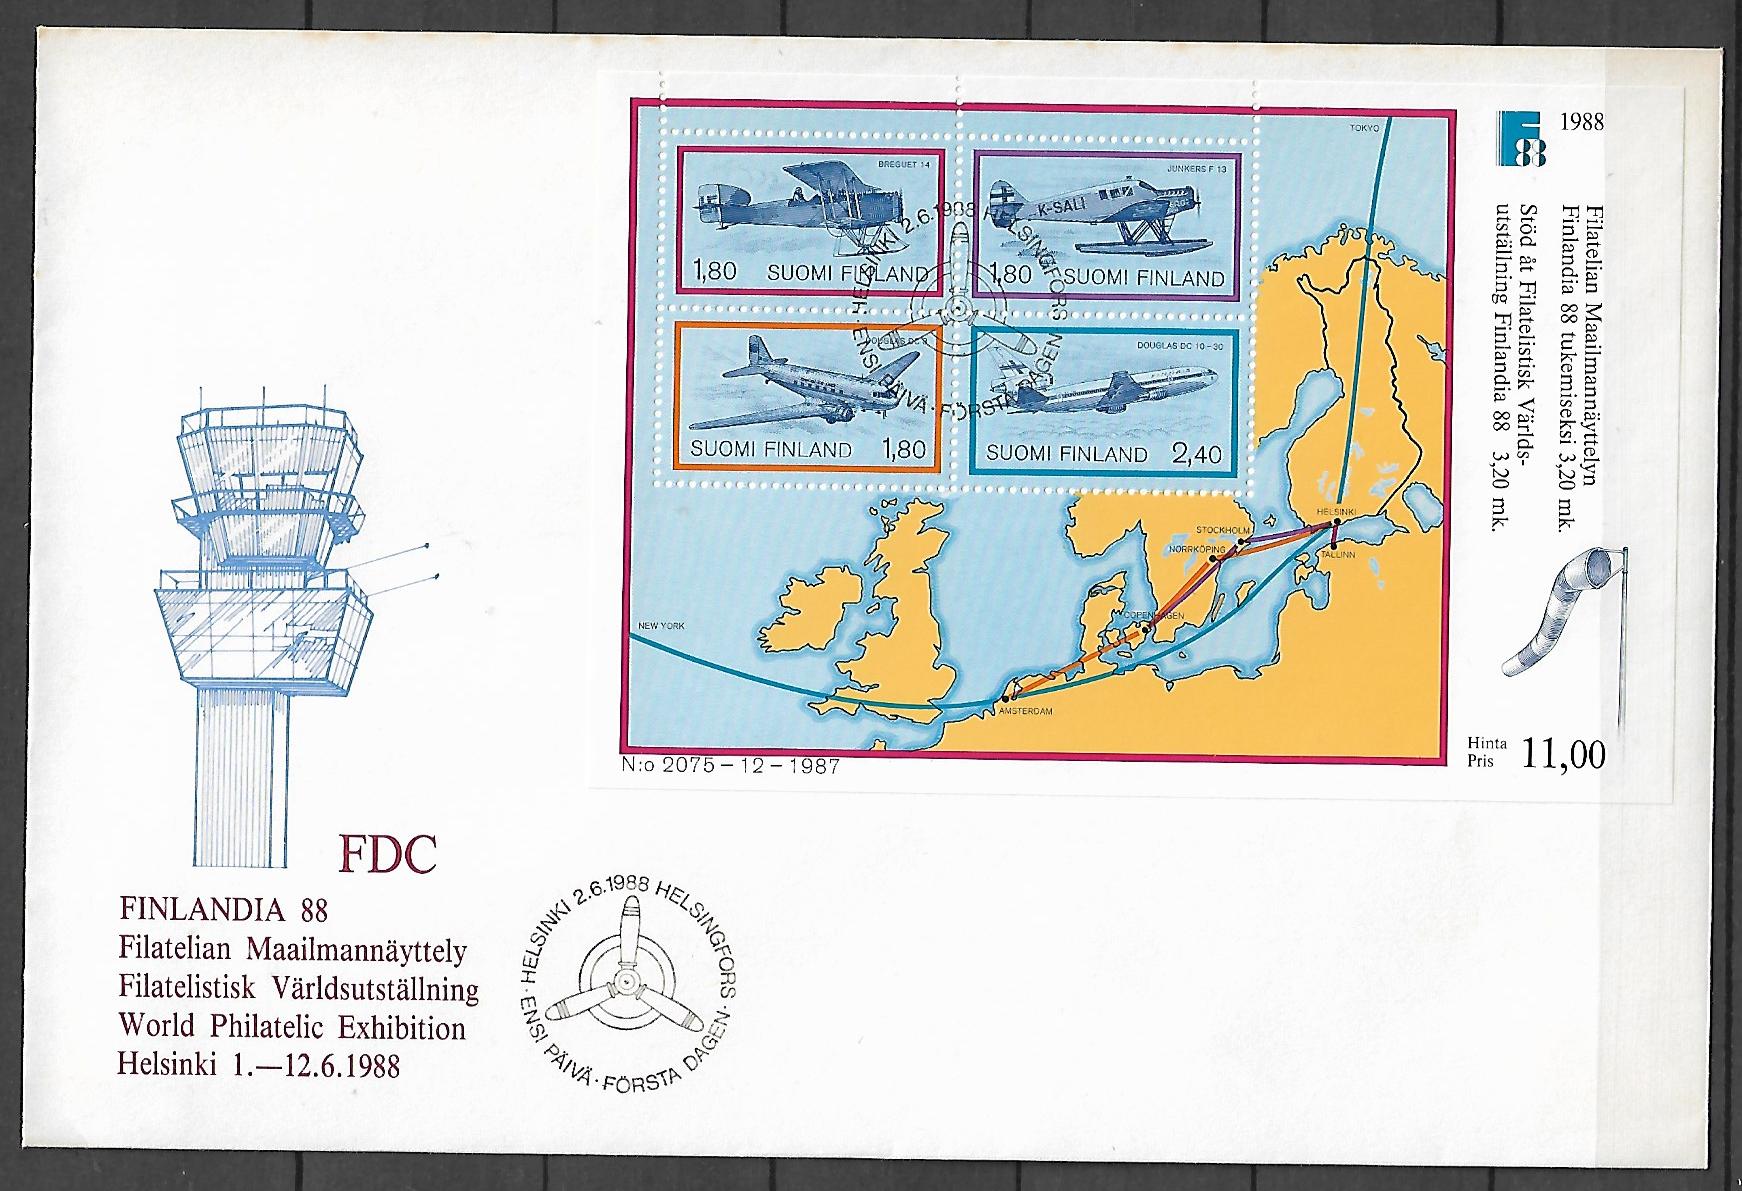 BREGUET 14
1,80 SUOMI FINLAND
JUNKERS F 13
K-SALI
1,80 SUOMI FINLAND
SUOMI FINLAND 1,80
DOUGLAS DC 10-30
SUOMI FINLAND 2,40
HELSINKI 2.6.1988 HELSINGFORS · ENSI PÄIVÄ · FÖRSTA DAGEN ·
TOKYO
HELSINKI
STOCKHOLM
NORRKÖPING
TALLINN
COPENHAGEN
NEW YORK
AMSTERDAM
N:o 2075-12-1987
1988
88
Filatelian Maailmannäyttelyn
Finlandia 88 tukemiseksi 3,20 mk.
Stöd åt Filatelistisk Världs-
utställning Finlandia 88 3,20 mk.
Hinta
Pris 11,00
FDC
FINLANDIA 88
Filatelian Maailmannäyttely
Filatelistisk Världsutställning
World Philatelic Exhibition
Helsinki 1.—12.6.1988
HELSINKI 2.6.1988 HELSINGFORS · ENSI PÄIVÄ · FÖRSTA DAGEN ·